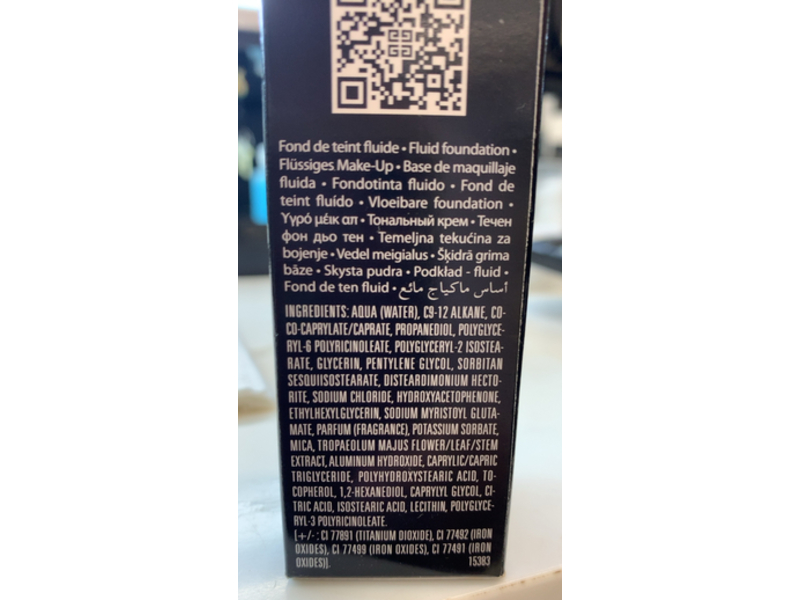 Fond de teint fluide • Fluid foundation •
Flüssiges Make-Up • Base de maquillaje
fluida • Fondotinta fluido • Fond de
teint fluído • Vloeibare foundation •
Υγρό μέικ απ • Тональный крем • Течен
фон дьо тен • Temeljna tekućina za
bojenje • Vedel meigialus • Šķidrā grima
bāze • Skysta pudra • Podkład - fluid •
Fond de ten fluid • أساس ماكياج مائع
INGREDIENTS: AQUA (WATER), C9-12 ALKANE, CO-
CO-CAPRYLATE/CAPRATE, PROPANEDIOL, POLYGLYCE-
RYL-6 POLYRICINOLEATE, POLYGLYCERYL-2 ISOSTEA-
RATE, GLYCERIN, PENTYLENE GLYCOL, SORBITAN
SESQUIISOSTEARATE, DISTEARDIMONIUM HECTO-
RITE, SODIUM CHLORIDE, HYDROXYACETOPHENONE,
ETHYLHEXYLGLYCERIN, SODIUM MYRISTOYL GLUTA-
MATE, PARFUM (FRAGRANCE), POTASSIUM SORBATE,
MICA, TROPAEOLUM MAJUS FLOWER/LEAF/STEM
EXTRACT, ALUMINUM HYDROXIDE, CAPRYLIC/CAPRIC
TRIGLYCERIDE, POLYHYDROXYSTEARIC ACID, TO-
COPHEROL, 1,2-HEXANEDIOL, CAPRYLYL GLYCOL, CI-
TRIC ACID, ISOSTEARIC ACID, LECITHIN, POLYGLYCE-
RYL-3 POLYRICINOLEATE.
[+/-: CI 77891 (TITANIUM DIOXIDE), CI 77492 (IRON
OXIDES), CI 77499 (IRON OXIDES), CI 77491 (IRON
OXIDES)]. 15383